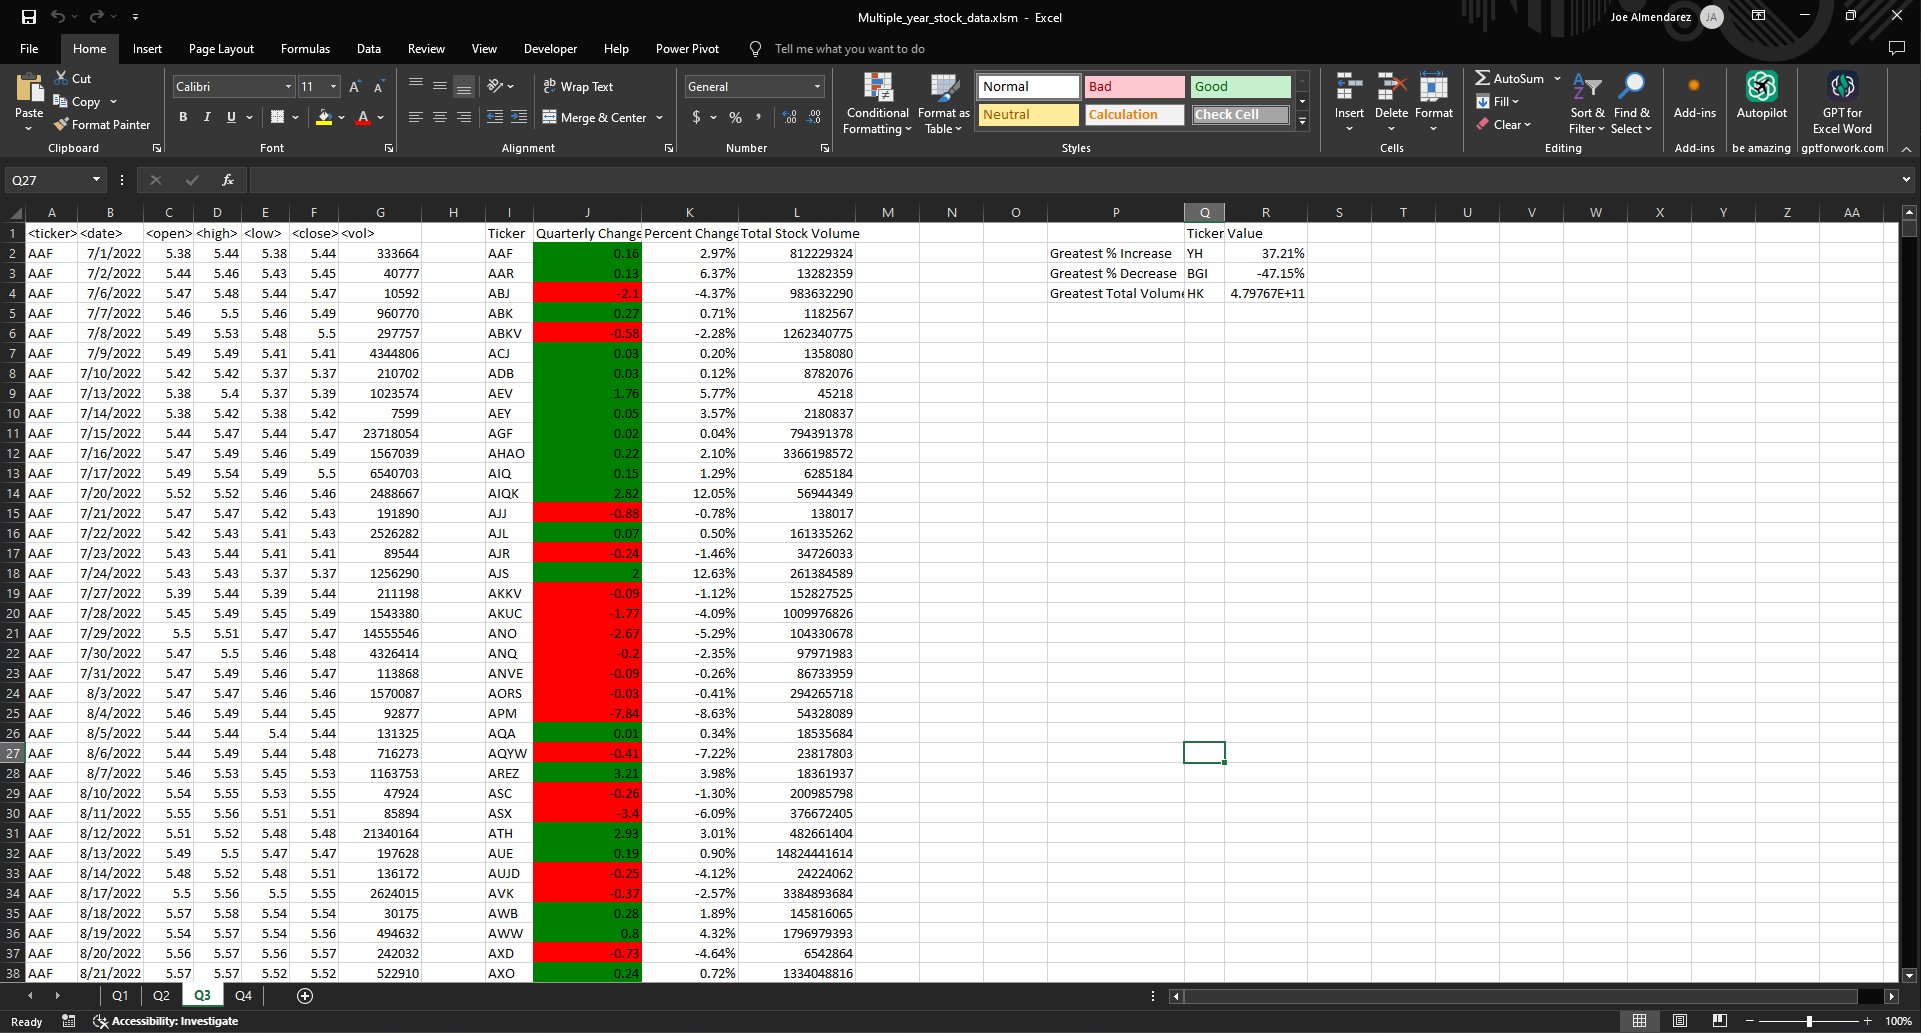 Multiple_year_stock_data.xlsm - Excel
Joe Almendarez JA
File Home Insert Page Layout Formulas Data Review View Developer Help Power Pivot Tell me what you want to do
Paste Cut Copy Format Painter
Calibri 11 A A B I U A
ab Wrap Text
Merge & Center
General
$ % ,
Conditional Formatting Format as Table
Normal Bad Good
Neutral Calculation Check Cell
Insert Delete Format
AutoSum Fill Clear
Sort & Filter Find & Select
Add-ins Autopilot GPT for Excel Word
Clipboard Font Alignment Number Styles Cells Editing Add-ins be amazing gptforwork.com
Q27 fx
A B C D E F G H I J K L M N O P Q R S T U V W X Y Z AA
1 <ticker> <date> <open> <high> <low> <close> <vol> Ticker Quarterly Change Percent Change Total Stock Volume Ticker Value
2 AAF 7/1/2022 5.38 5.44 5.38 5.44 333664 AAF 0.16 2.97% 812229324 Greatest % Increase YH 37.21%
3 AAF 7/2/2022 5.44 5.46 5.43 5.45 40777 AAR 0.13 6.37% 13282359 Greatest % Decrease BGI -47.15%
4 AAF 7/6/2022 5.47 5.48 5.44 5.47 10592 ABJ -2.1 -4.37% 983632290 Greatest Total Volume HK 4.79767E+11
5 AAF 7/7/2022 5.46 5.5 5.46 5.49 960770 ABK 0.27 0.71% 1182567
6 AAF 7/8/2022 5.49 5.53 5.48 5.5 297757 ABKV -0.58 -2.28% 1262340775
7 AAF 7/9/2022 5.49 5.49 5.41 5.41 4344806 ACJ 0.03 0.20% 1358080
8 AAF 7/10/2022 5.42 5.42 5.37 5.37 210702 ADB 0.03 0.12% 8782076
9 AAF 7/13/2022 5.38 5.4 5.37 5.39 1023574 AEV 1.76 5.77% 45218
10 AAF 7/14/2022 5.38 5.42 5.38 5.42 7599 AEY 0.05 3.57% 2180837
11 AAF 7/15/2022 5.44 5.47 5.44 5.47 23718054 AGF 0.02 0.04% 794391378
12 AAF 7/16/2022 5.47 5.49 5.46 5.49 1567039 AHAO 0.22 2.10% 3366198572
13 AAF 7/17/2022 5.49 5.54 5.49 5.5 6540703 AIQ 0.15 1.29% 6285184
14 AAF 7/20/2022 5.52 5.52 5.46 5.46 2488667 AIQK 2.82 12.05% 56944349
15 AAF 7/21/2022 5.47 5.47 5.42 5.43 191890 AJJ -0.88 -0.78% 138017
16 AAF 7/22/2022 5.42 5.43 5.41 5.43 2526282 AJL 0.07 0.50% 161335262
17 AAF 7/23/2022 5.43 5.44 5.41 5.41 89544 AJR -0.24 -1.46% 34726033
18 AAF 7/24/2022 5.43 5.43 5.37 5.37 1256290 AJS 2 12.63% 261384589
19 AAF 7/27/2022 5.39 5.44 5.39 5.44 211198 AKKV -0.09 -1.12% 152827525
20 AAF 7/28/2022 5.45 5.49 5.45 5.49 1543380 AKUC -1.77 -4.09% 1009976826
21 AAF 7/29/2022 5.5 5.51 5.47 5.47 14555546 ANO -2.67 -5.29% 104330678
22 AAF 7/30/2022 5.47 5.5 5.46 5.48 4326414 ANQ -0.2 -2.35% 97971983
23 AAF 7/31/2022 5.47 5.49 5.46 5.47 113868 ANVE -0.09 -0.26% 86733959
24 AAF 8/3/2022 5.47 5.47 5.46 5.46 1570087 AORS -0.03 -0.41% 294265718
25 AAF 8/4/2022 5.46 5.49 5.44 5.45 92877 APM -7.84 -8.63% 54328089
26 AAF 8/5/2022 5.44 5.44 5.4 5.44 131325 AQA 0.01 0.34% 18535684
27 AAF 8/6/2022 5.44 5.49 5.44 5.48 716273 AQYW -0.41 -7.22% 23817803
28 AAF 8/7/2022 5.46 5.53 5.45 5.53 1163753 AREZ 3.21 3.98% 18361937
29 AAF 8/10/2022 5.54 5.55 5.53 5.55 47924 ASC -0.26 -1.30% 200985798
30 AAF 8/11/2022 5.55 5.56 5.51 5.51 85894 ASX -3.4 -6.09% 376672405
31 AAF 8/12/2022 5.51 5.52 5.48 5.48 21340164 ATH 2.93 3.01% 482661404
32 AAF 8/13/2022 5.49 5.5 5.47 5.47 197628 AUE 0.19 0.90% 14824441614
33 AAF 8/14/2022 5.48 5.52 5.48 5.51 136172 AUJD -0.25 -4.12% 24224062
34 AAF 8/17/2022 5.5 5.56 5.5 5.55 2624015 AVK -0.37 -2.57% 3384893684
35 AAF 8/18/2022 5.57 5.58 5.54 5.54 30175 AWB 0.28 1.89% 145816065
36 AAF 8/19/2022 5.54 5.57 5.54 5.56 494632 AWW 0.8 4.32% 1796979393
37 AAF 8/20/2022 5.56 5.57 5.56 5.57 242032 AXD -0.73 -4.64% 6542864
38 AAF 8/21/2022 5.57 5.57 5.52 5.52 522910 AXO 0.24 0.72% 1334048816
Q1 Q2 Q3 Q4
Ready Accessibility: Investigate 100%